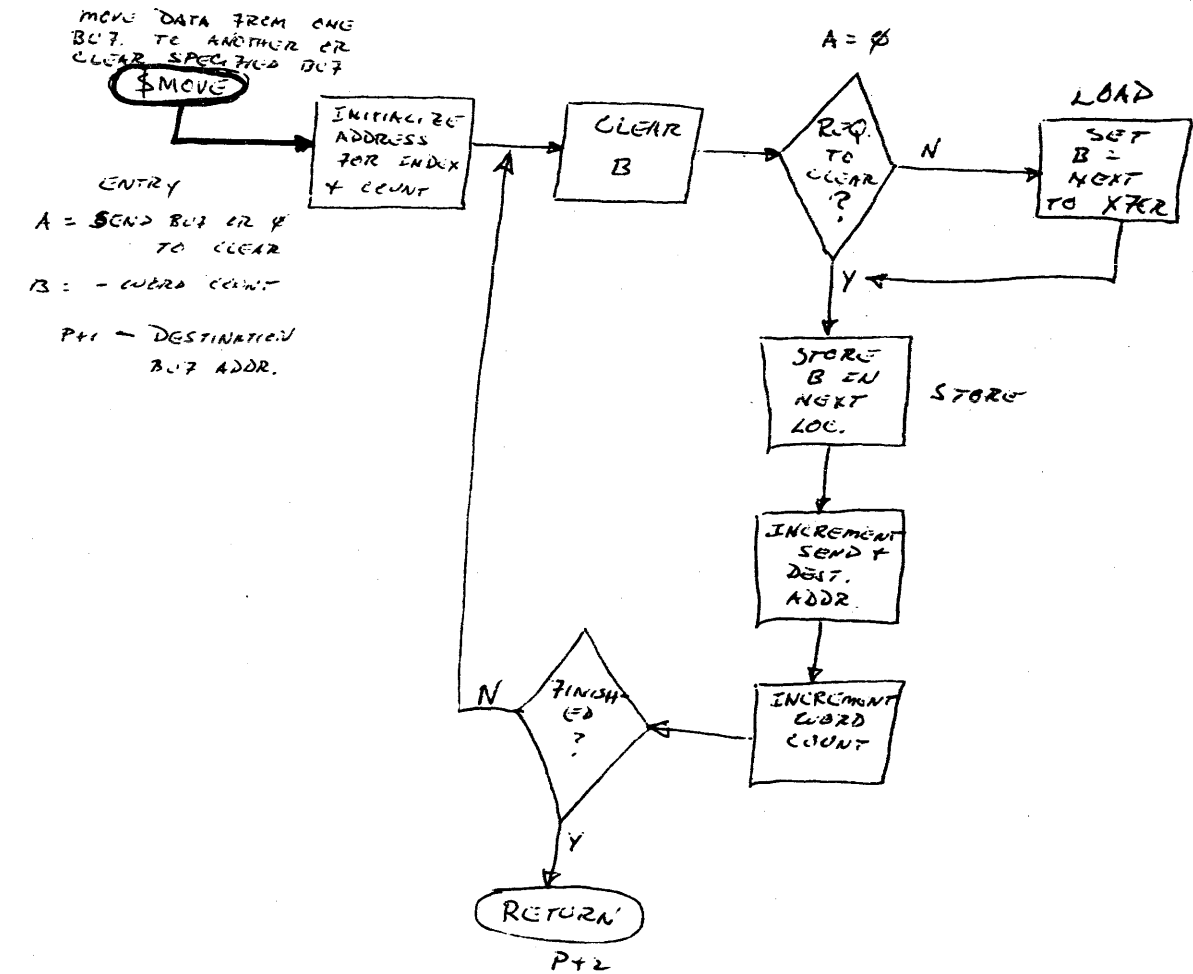 MOVE DATA FROM ONE
BUF. TO ANOTHER OR
CLEAR SPECIFIED BUF
$MOVE
ENTRY
A = SEND BUF OR ∅
TO CLEAR
B = - WORD COUNT
P+1 - DESTINATION
BUF ADDR.
INITIALIZE
ADDRESS
FOR INDEX
+ COUNT
CLEAR
B
A = ∅
REQ.
TO
CLEAR
?
N
Y
LOAD
SET
B =
NEXT
TO XFER
STORE
B IN
NEXT
LOC.
STORE
INCREMENT
SEND +
DEST.
ADDR.
INCREMENT
WORD
COUNT
FINISH-
ED
?
N
Y
RETURN
P+2